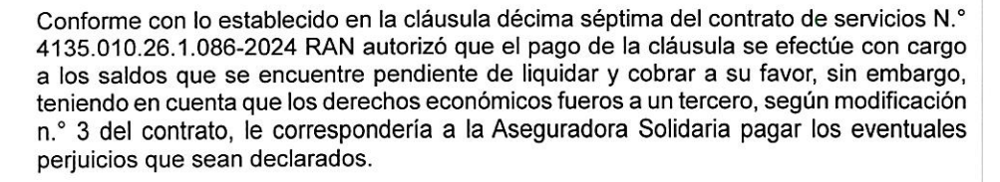 Conforme con lo establecido en la cláusula décima séptima del contrato de servicios N.°
4135.010.26.1.086-2024 RAN autorizó que el pago de la cláusula se efectúe con cargo
a los saldos que se encuentre pendiente de liquidar y cobrar a su favor, sin embargo,
teniendo en cuenta que los derechos económicos fueros a un tercero, según modificación
n.° 3 del contrato, le correspondería a la Aseguradora Solidaria pagar los eventuales
perjuicios que sean declarados.